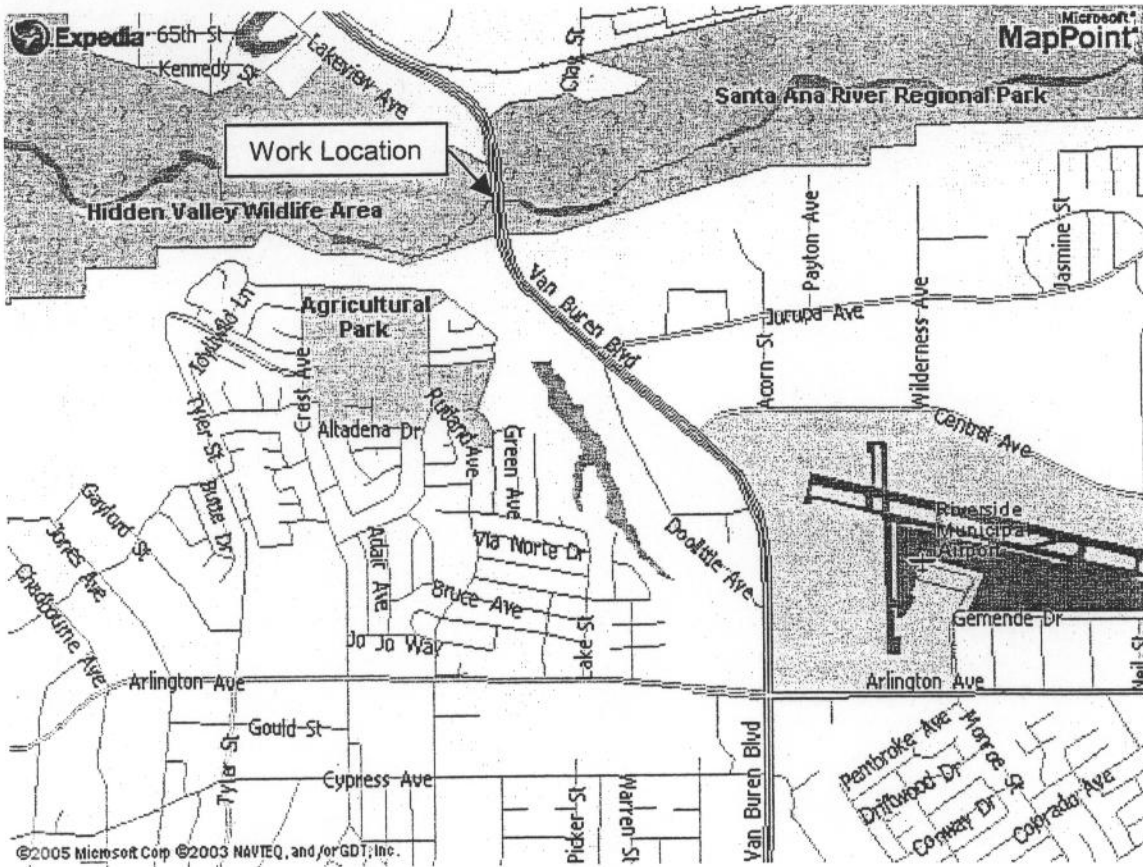 Expedia
65th St
Kennedy St
Lakeview Ave
Clay St
Microsoft®
MapPoint®
Santa Ana River Regional Park
Work Location
Hidden Valley Wildlife Area
Van Buren Blvd
Payton Ave
Jasmine St
Agricultural
Park
Jurupa Ave
Acorn St
Wilderness Ave
Central Ave
Crest Ave
Tyler St
Altadena Dr
Rutland Ave
Green Ave
Butte Dr
Gaylord St
Jones Ave
Chadbourne Ave
Adair Ave
Via Norte Dr
Bruce Ave
Jo Jo Way
Lake St
Doolittle Ave
Riverside
Municipal
Airport
Gemende Dr
Arlington Ave
Arlington Ave
Gould St
Tyler St
Cypress Ave
Picker St
Warren St
Van Buren Blvd
Pembroke Ave
Driftwood Dr
Conway Dr
Monroe St
Colorado Ave
©2005 Microsoft Corp ©2003 NAVTEQ, and/or GDT, Inc.